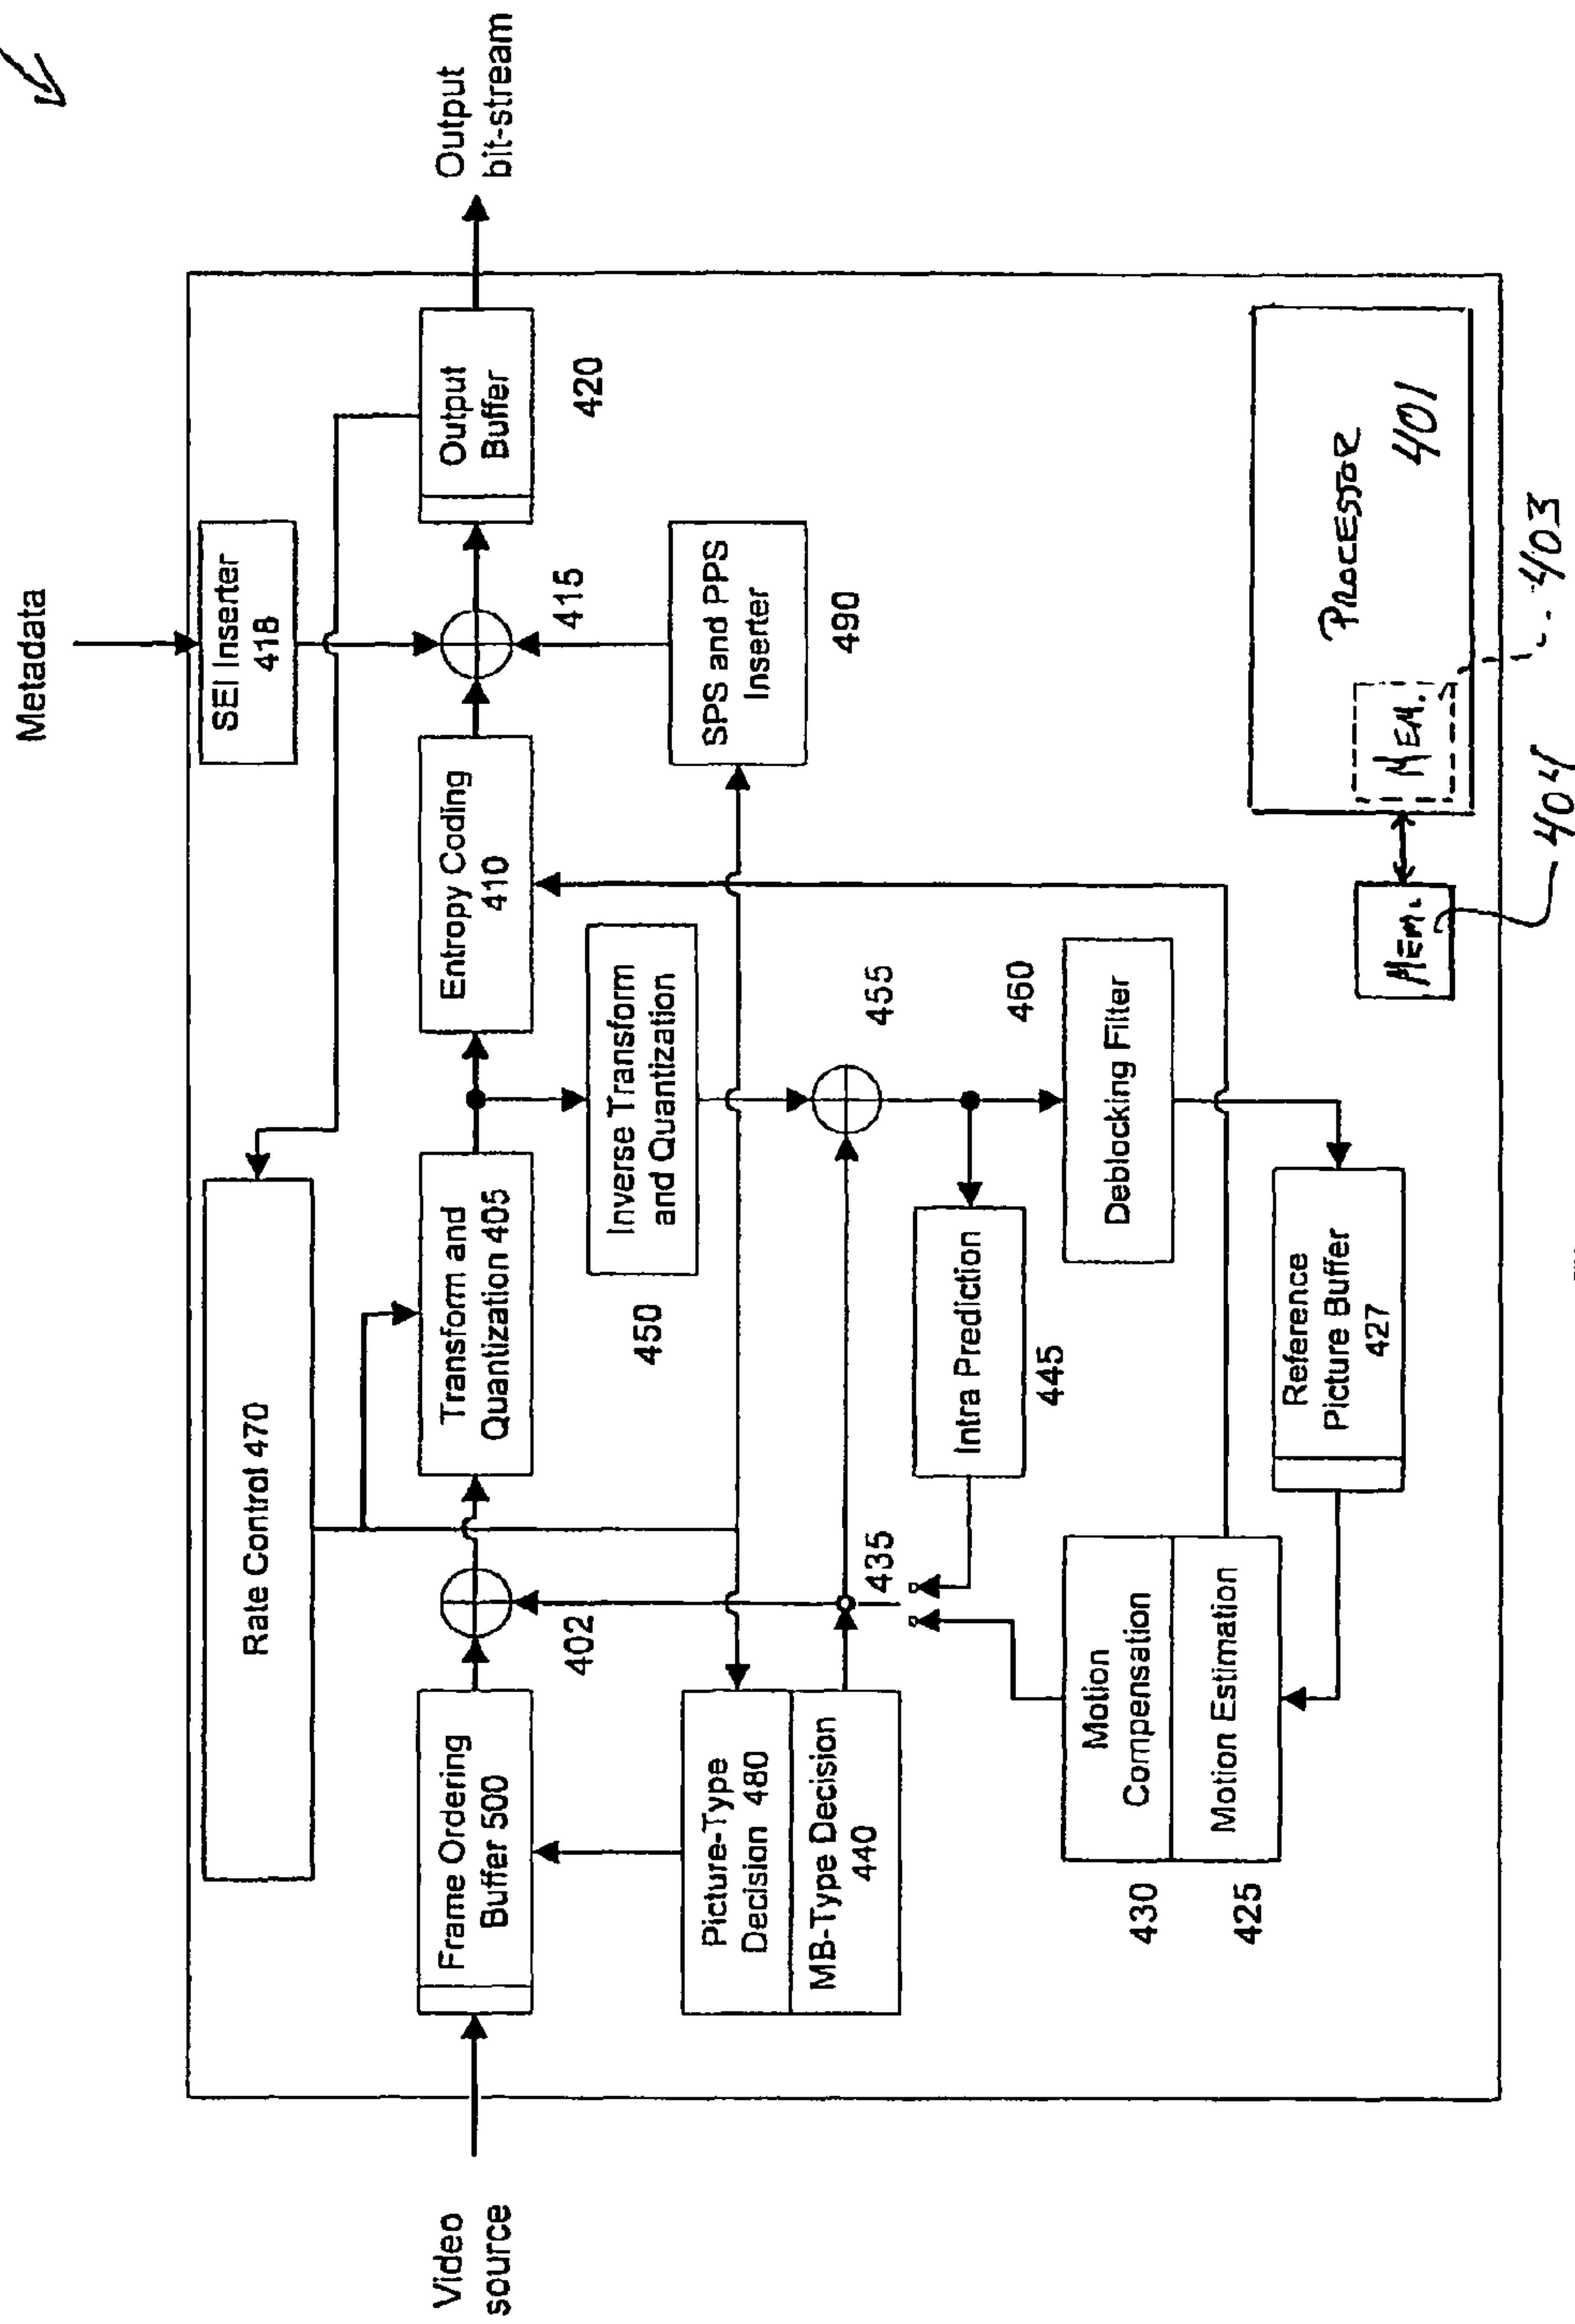 Metadata
Rate Control 470
SEI Inserter
418
Video
source
Frame Ordering
Buffer 500
402
Transform and
Quantization 405
Entropy Coding
410
415
Output
Buffer
420
Output
bit-stream
Picture-Type
Decision 480
MB-Type Decision
440
435
450
Inverse Transform
and Quantization
455
SPS and PPS
Inserter
490
Intra Prediction
445
460
Deblocking Filter
430
Motion
Compensation
425
Motion Estimation
Reference
Picture Buffer
427
PROCESSOR
401
MEM.
MEM.
404
403